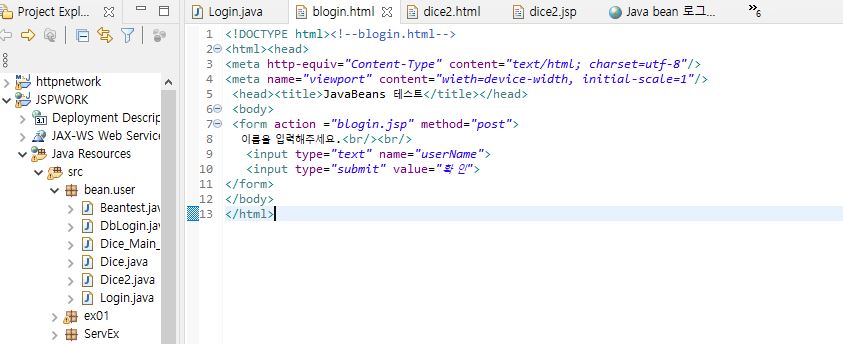 Project Expl...
Login.java
blogin.html
dice2.html
dice2.jsp
Java bean 로그...
»6
httpnetwork
JSPWORK
Deployment Descrip
JAX-WS Web Service
Java Resources
src
bean.user
Beantest.jav
DbLogin.java
Dice_Main_
Dice.java
Dice2.java
Login.java
ex01
ServEx
1 <!DOCTYPE html><!--blogin.html-->
2 <html><head>
3 <meta http-equiv="Content-Type" content="text/html; charset=utf-8"/>
4 <meta name="viewport" content="wieth=device-width, initial-scale=1"/>
5 <head><title>JavaBeans 테스트</title></head>
6 <body>
7 <form action ="blogin.jsp" method="post">
8 이름을 입력해주세요.<br/><br/>
9 <input type="text" name="userName">
10 <input type="submit" value="확 인">
11 </form>
12 </body>
13 </html>